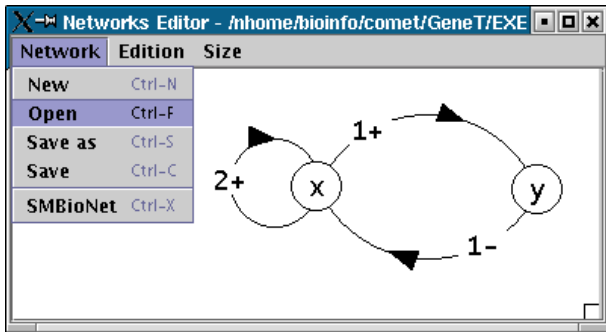 Networks Editor - /nhome/bioinfo/comet/GeneT/EXE
Network Edition Size
New Ctrl-N
Open Ctrl-F
Save as Ctrl-S
Save Ctrl-C
SMBioNet Ctrl-X
1+
2+
x
y
1-